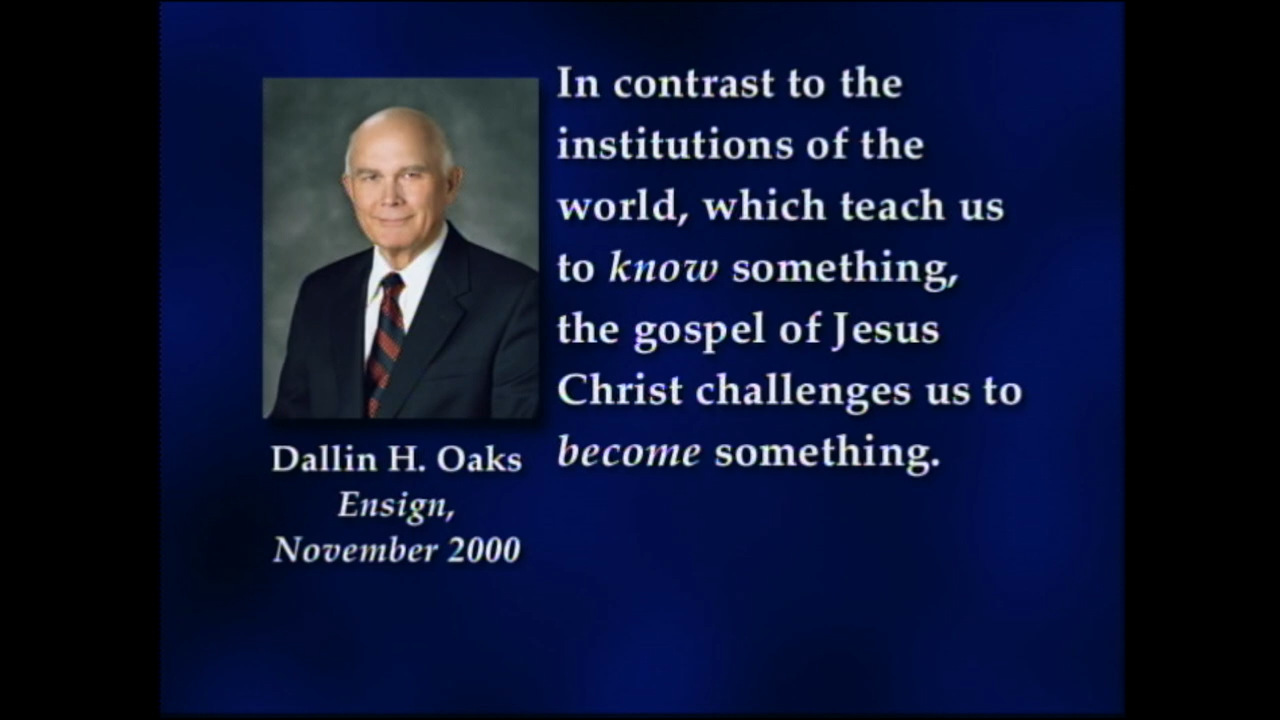 In contrast to the
institutions of the
world, which teach us
to know something,
the gospel of Jesus
Christ challenges us to
become something.
Dallin H. Oaks
Ensign,
November 2000